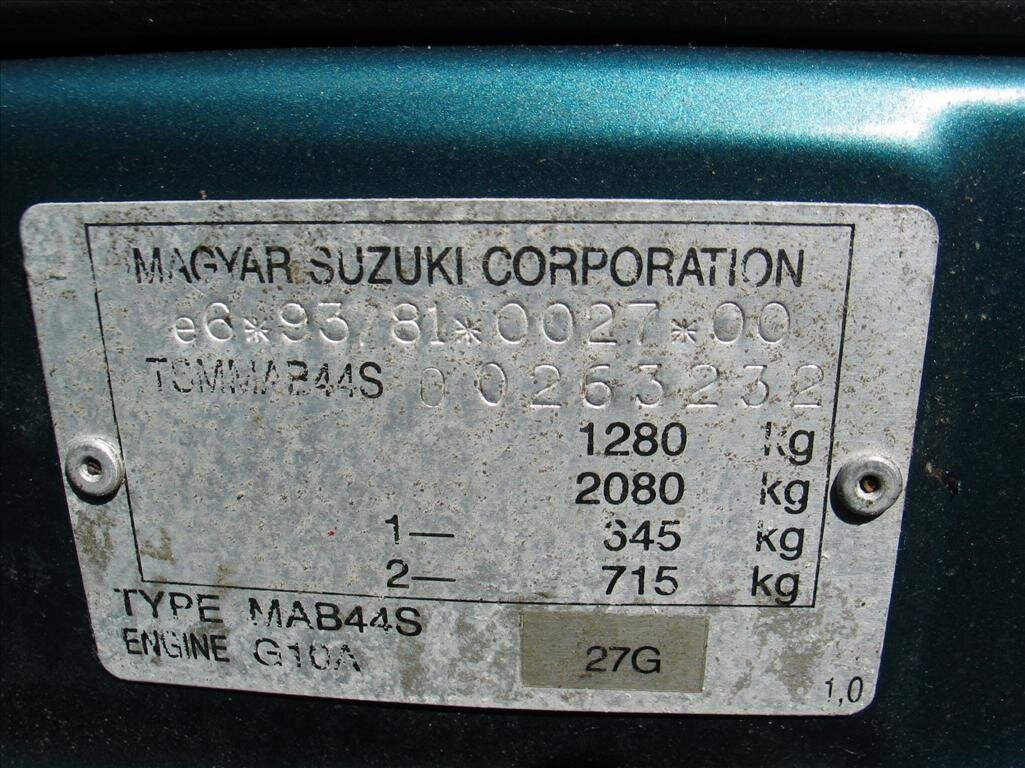 MAGYAR SUZUKI CORPORATION
e6*93/81*0027*00
TSMMAB44S 00263232
1280 kg
2080 kg
1— 645 kg
2— 715 kg
TYPE MAB44S
ENGINE G10A
27G
1,0